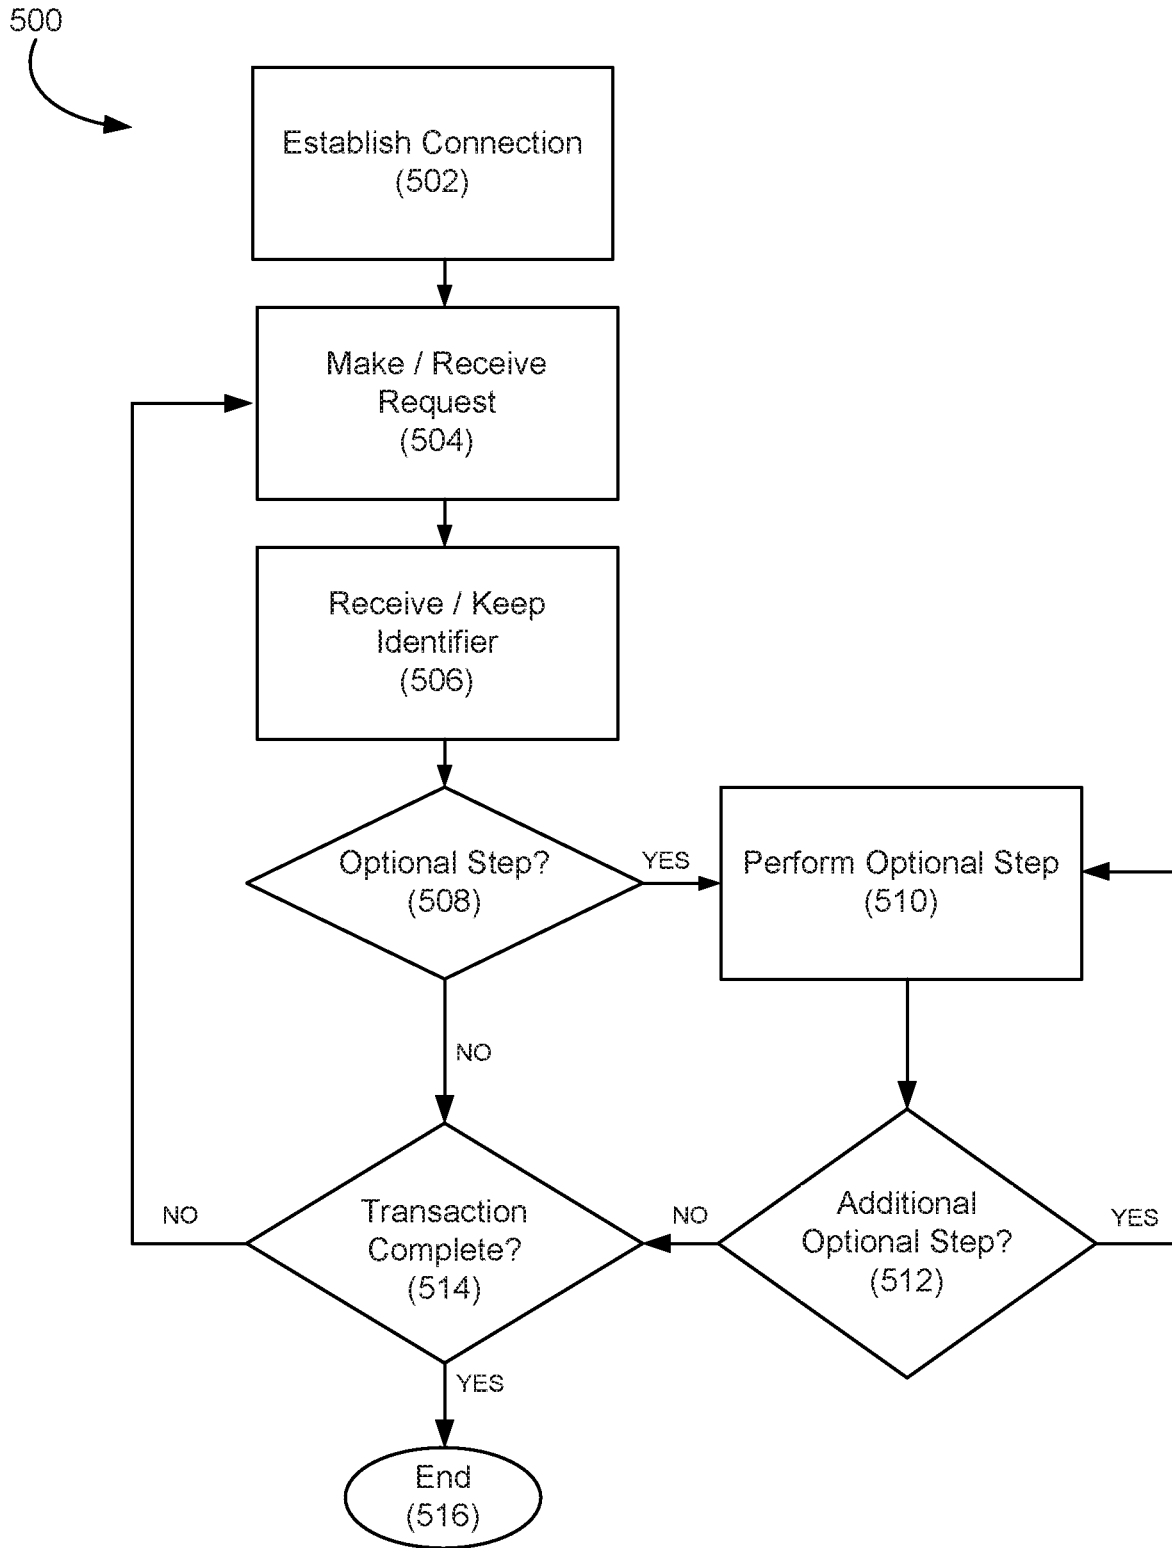 500
Establish Connection
(502)
Make / Receive
Request
(504)
Receive / Keep
Identifier
(506)
Optional Step?
(508)
YES
Perform Optional Step
(510)
NO
NO
Transaction
Complete?
(514)
NO
Additional
Optional Step?
(512)
YES
YES
End
(516)